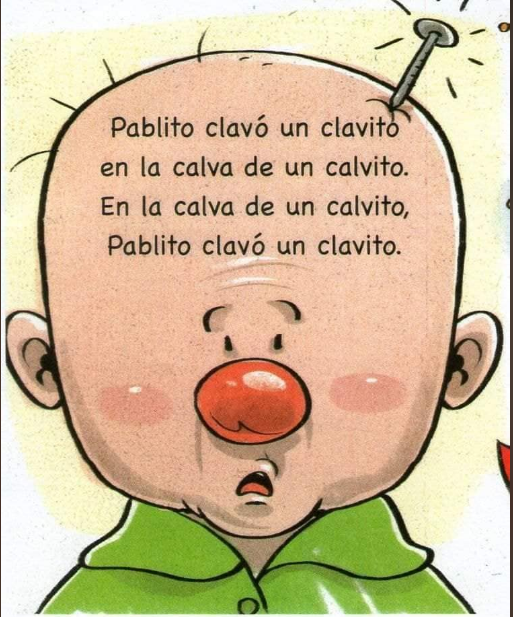 Pablito clavó un clavito
en la calva de un calvito.
En la calva de un calvito,
Pablito clavó un clavito.